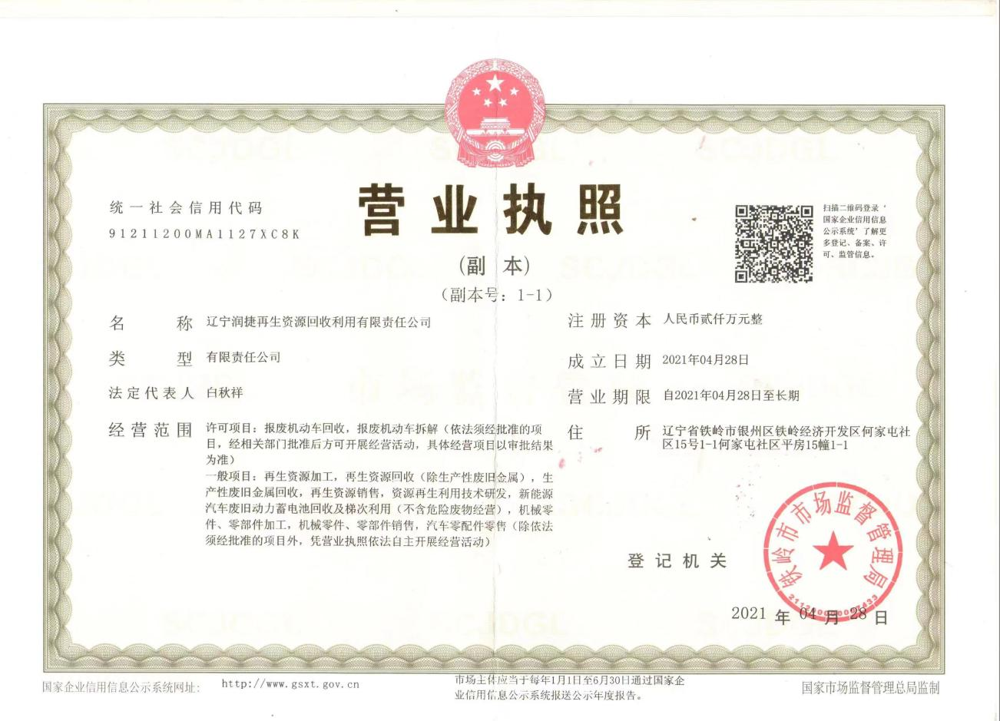 统一社会信用代码
91211200MA1127XC8K
营业执照
(副 本)
(副本号：1-1)
扫描二维码登录‘
国家企业信用信息
公示系统’了解更
多登记、备案、许
可、监管信息。
名 称 辽宁润捷再生资源回收利用有限责任公司
类 型 有限责任公司
法定代表人 白秋祥
经营范围 许可项目：报废机动车回收，报废机动车拆解（依法须经批准的项
目，经相关部门批准后方可开展经营活动，具体经营项目以审批结果
为准）
一般项目：再生资源加工，再生资源回收（除生产性废旧金属），生
产性废旧金属回收，再生资源销售，资源再生利用技术研发，新能源
汽车废旧动力蓄电池回收及梯次利用（不含危险废物经营），机械零
件、零部件加工，机械零件、零部件销售，汽车零配件零售（除依法
须经批准的项目外，凭营业执照依法自主开展经营活动）
注册资本 人民币贰仟万元整
成立日期 2021年04月28日
营业期限 自2021年04月28日至长期
住 所 辽宁省铁岭市银州区铁岭经济开发区何家屯社
区15号1-1何家屯社区平房15幢1-1
登记机关
铁岭市市场监督管理局
2021 年 04 月 28 日
国家企业信用信息公示系统网址：
http://www.gsxt.gov.cn
市场主体应当于每年1月1日至6月30日通过国家企
业信用信息公示系统报送公示年度报告。
国家市场监督管理总局监制